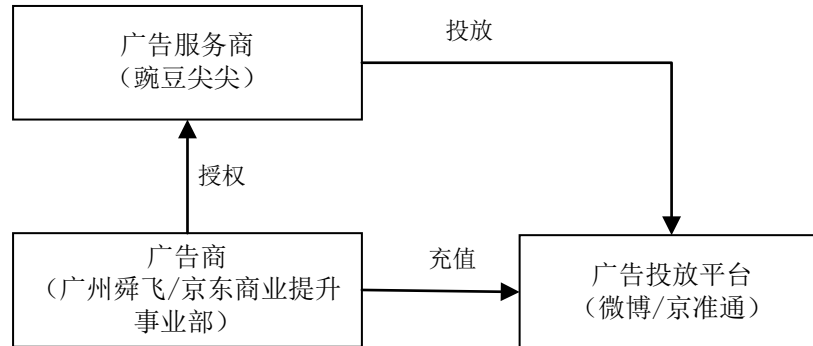 广告服务商
（豌豆尖尖）
投放
授权
广告商
（广州舜飞/京东商业提升
事业部）
充值
广告投放平台
（微博/京准通）